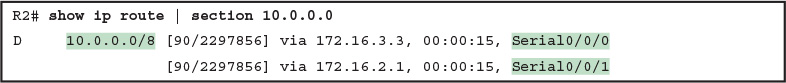 R2# show ip route | section 10.0.0.0
D 10.0.0.0/8 [90/2297856] via 172.16.3.3, 00:00:15, Serial0/0/0
[90/2297856] via 172.16.2.1, 00:00:15, Serial0/0/1